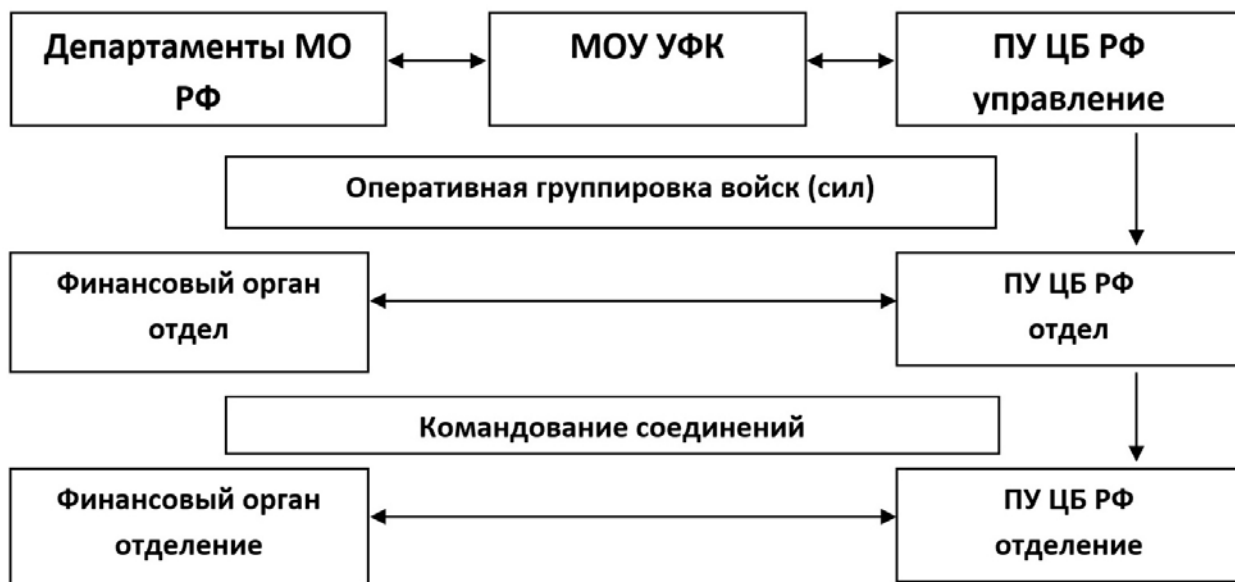 Департаменты МО
РФ
МОУ УФК
ПУ ЦБ РФ
управление
Оперативная группировка войск (сил)
Финансовый орган
отдел
ПУ ЦБ РФ
отдел
Командование соединений
Финансовый орган
отделение
ПУ ЦБ РФ
отделение